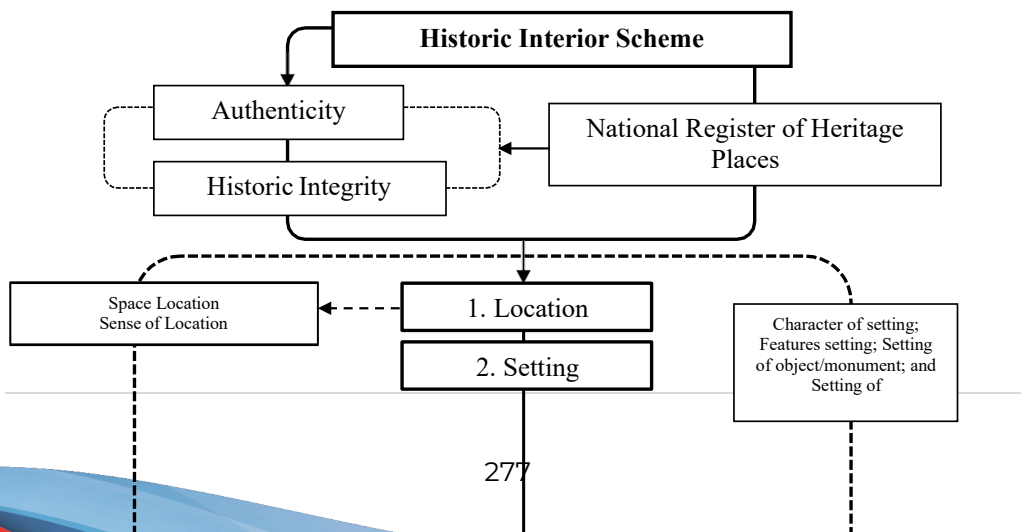 Historic Interior Scheme
Authenticity
National Register of Heritage
Places
Historic Integrity
Space Location
Sense of Location
1. Location
Character of setting;
Features setting; Setting
of object/monument; and
Setting of
2. Setting
277